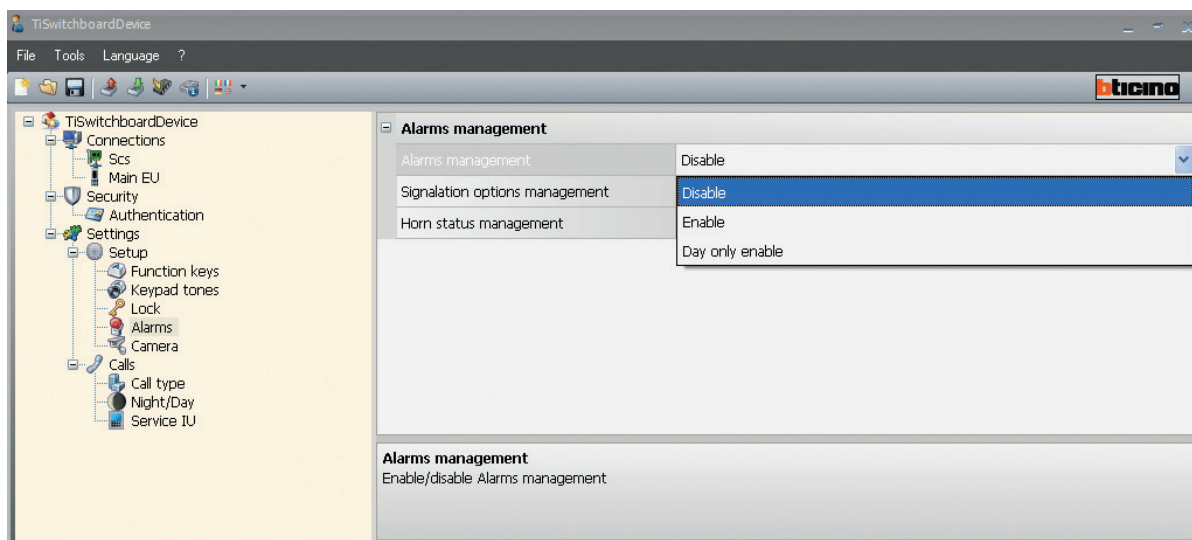 TiSwitchboardDevice
File Tools Language ?
bticino
TiSwitchboardDevice
Connections
Scs
Main EU
Security
Authentication
Settings
Setup
Function keys
Keypad tones
Lock
Alarms
Camera
Calls
Call type
Night/Day
Service IU
Alarms management
Alarms management Disable
Signalation options management
Horn status management
Disable
Enable
Day only enable
Alarms management
Enable/disable Alarms management